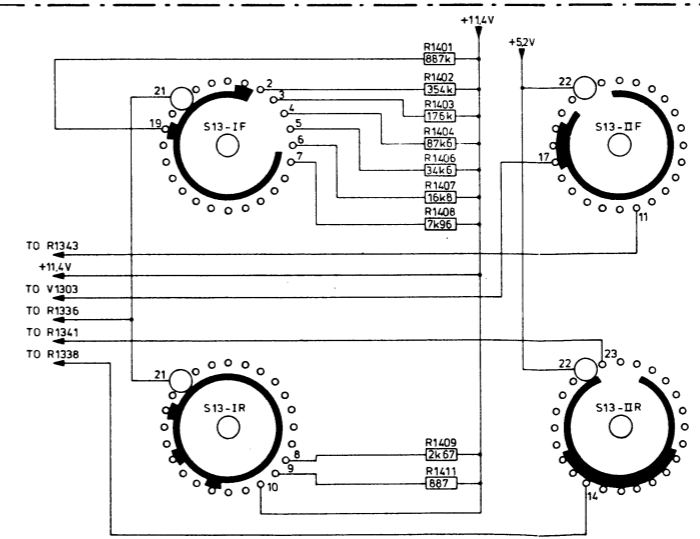 +11,4V
+5,2V
R1401
887k
R1402
354k
R1403
176k
R1404
87k6
R1406
34k6
R1407
16k8
R1408
7k96
21
2
3
4
5
6
7
19
S13-IF
22
S13-IIF
17
11
TO R1343
+11,4V
TO V1303
TO R1336
TO R1341
TO R1338
21
S13-IR
8
9
10
R1409
2k67
R1411
887
23
22
S13-IIR
14